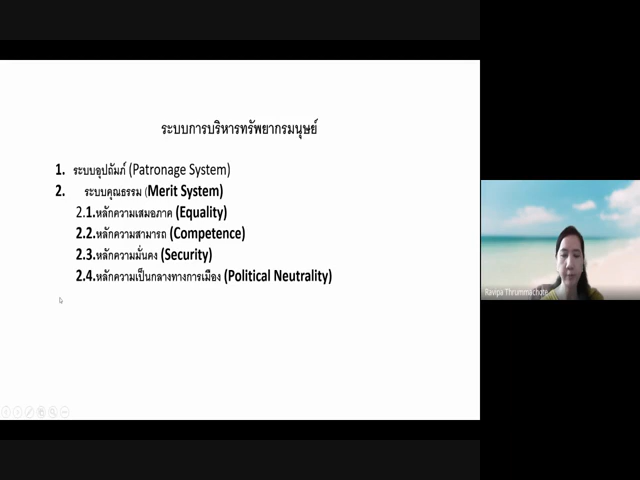 ระบบการบริหารทรัพยากรมนุษย์
1. ระบบอุปถัมภ์ (Patronage System)
2. ระบบคุณธรรม (Merit System)
2.1.หลักความเสมอภาค (Equality)
2.2.หลักความสามารถ (Competence)
2.3.หลักความมั่นคง (Security)
2.4.หลักความเป็นกลางทางการเมือง (Political Neutrality)
Ravipa Thrummachote